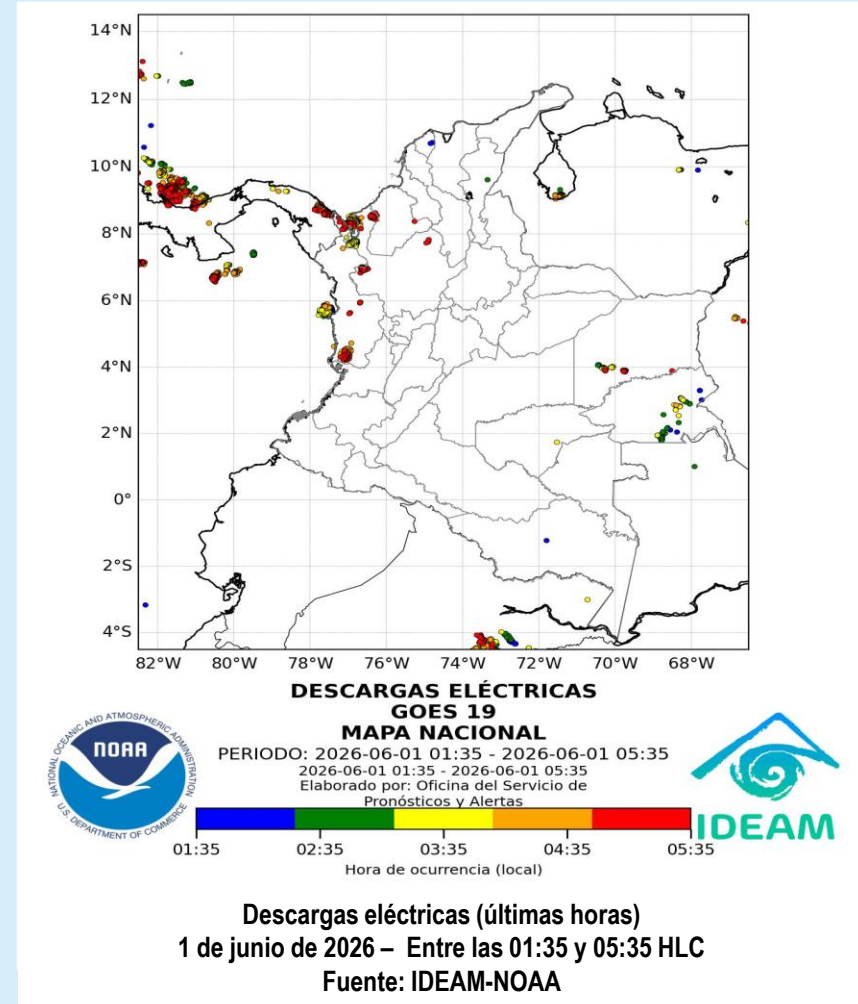 14°N
12°N
10°N
8°N
6°N
4°N
2°N
0°
2°S
4°S
82°W 80°W 78°W 76°W 74°W 72°W 70°W 68°W
DESCARGAS ELÉCTRICAS
GOES 19
MAPA NACIONAL
PERIODO: 2026-06-01 01:35 - 2026-06-01 05:35
2026-06-01 01:35 - 2026-06-01 05:35
Elaborado por: Oficina del Servicio de
Pronósticos y Alertas
NATIONAL OCEANIC AND ATMOSPHERIC ADMINISTRATION
NOAA
U.S. DEPARTMENT OF COMMERCE
IDEAM
01:35 02:35 03:35 04:35 05:35
Hora de ocurrencia (local)
Descargas eléctricas (últimas horas)
1 de junio de 2026 – Entre las 01:35 y 05:35 HLC
Fuente: IDEAM-NOAA